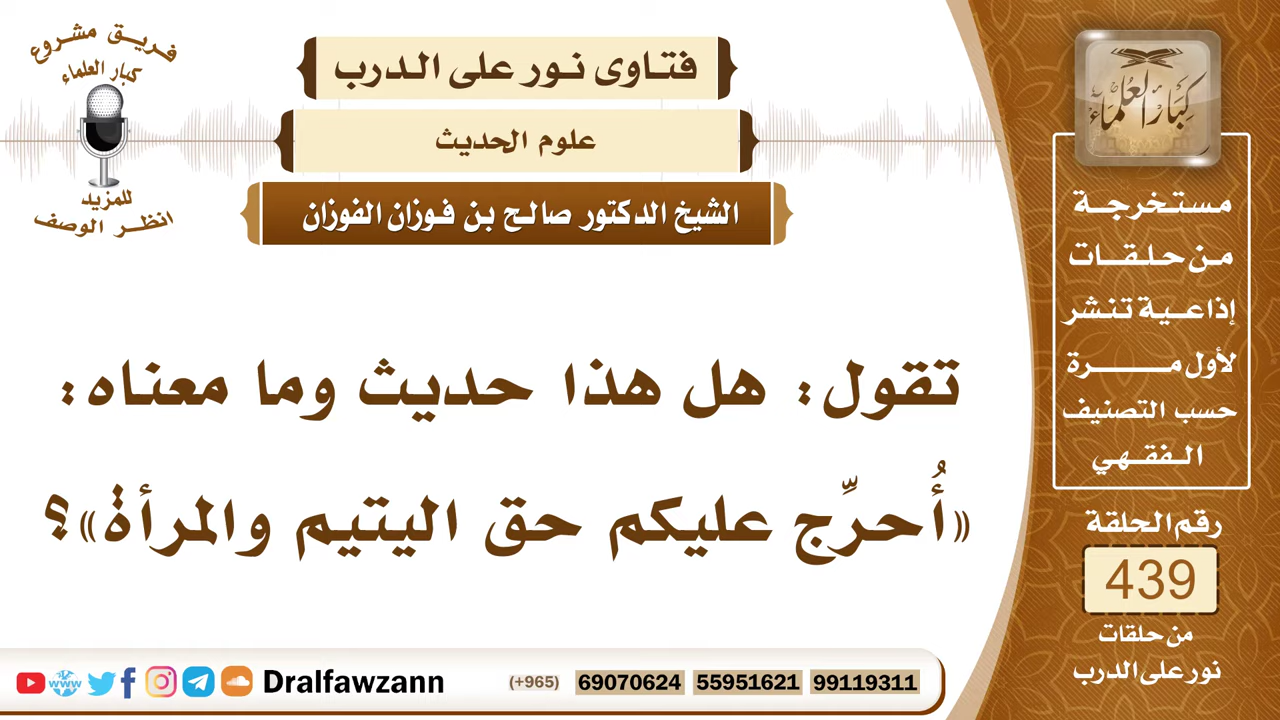 فريق مشروع
كبار العلماء
للمزيد
انظر الوصف
فتاوى نور على الدرب
علوم الحديث
الشيخ الدكتور صالح بن فوزان الفوزان
تقول: هل هذا حديث وما معناه:
«أُحرِّج عليكم حق اليتيم والمرأة»؟
كبار العلماء
مستخرجة
من حلقات
إذاعية تنشر
لأول مرة
حسب التصنيف
الفقهي
رقم الحلقة
439
من حلقات
نور على الدرب
www Dralfawzann (+965) 69070624 55951621 99119311